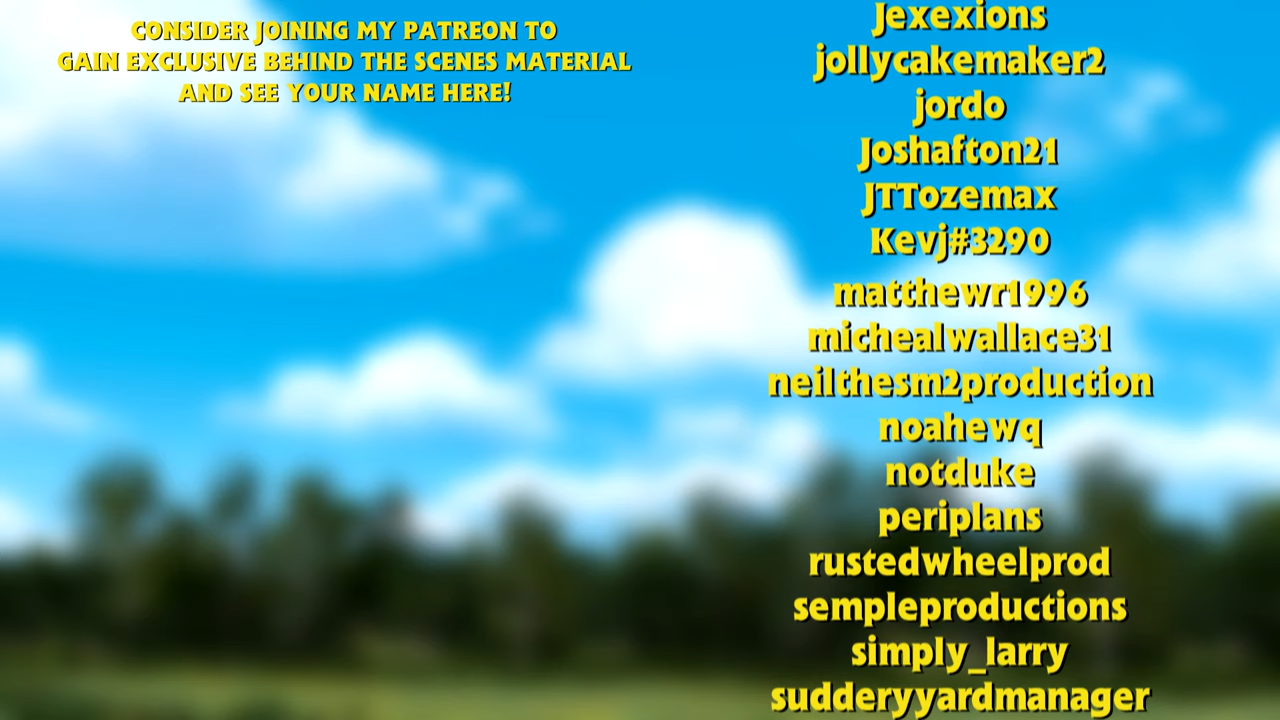 CONSIDER JOINING MY PATREON TO
GAIN EXCLUSIVE BEHIND THE SCENES MATERIAL
AND SEE YOUR NAME HERE!
Jexexions
jollycakemaker2
jordo
Joshafton21
JTTozemax
Kevj#3290
matthewr1996
michealwallace31
neilthesm2production
noahewq
notduke
periplans
rustedwheelprod
sempleproductions
simply_larry
sudderyyardmanager